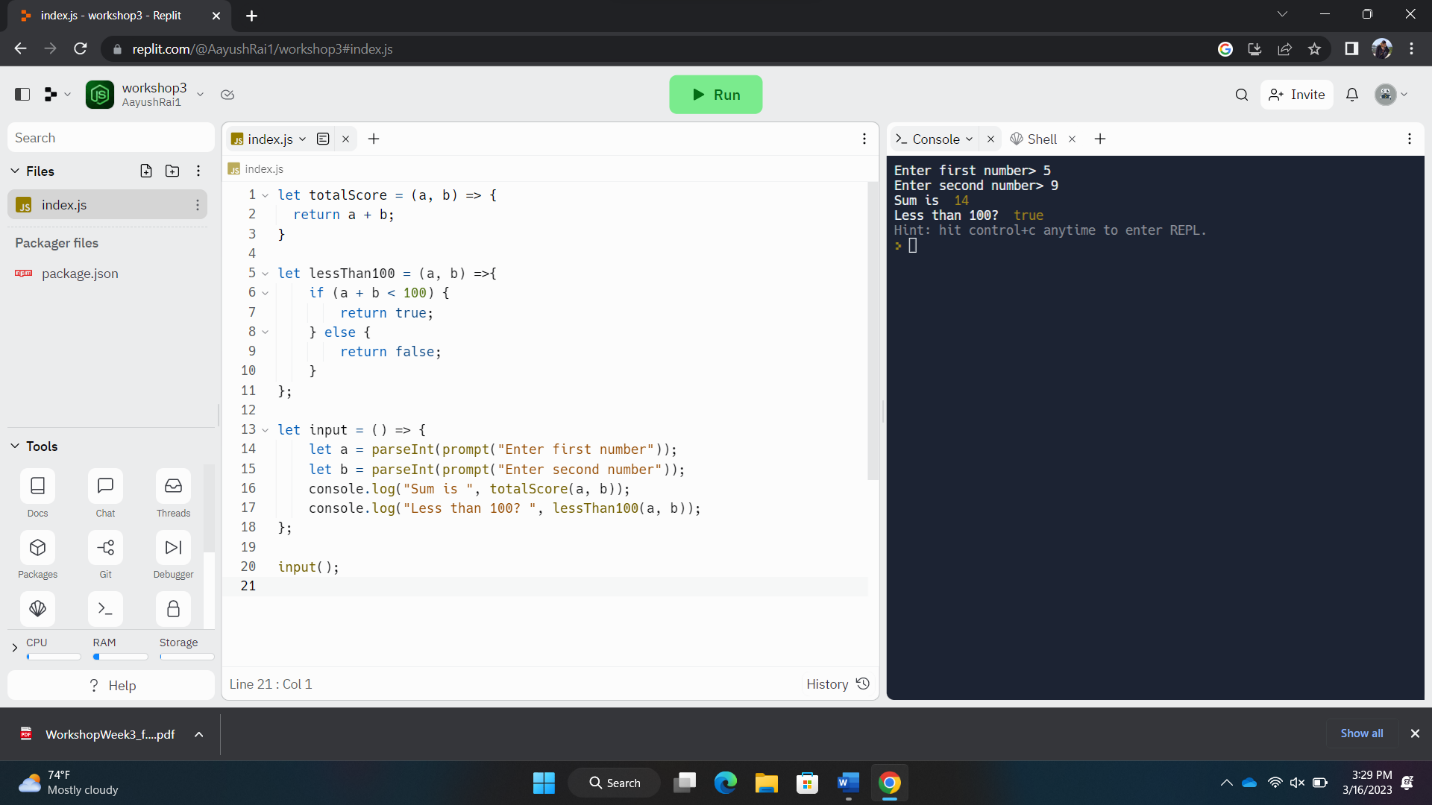 index.js - workshop3 - Replit
replit.com/@AayushRai1/workshop3#index.js
workshop3
AayushRai1
Run
Invite
Search
Files
index.js
Packager files
package.json
Tools
Docs Chat Threads
Packages Git Debugger
CPU RAM Storage
? Help
index.js
index.js
1 let totalScore = (a, b) => {
2 return a + b;
3 }
4
5 let lessThan100 = (a, b) =>{
6 if (a + b < 100) {
7 return true;
8 } else {
9 return false;
10 }
11 };
12
13 let input = () => {
14 let a = parseInt(prompt("Enter first number"));
15 let b = parseInt(prompt("Enter second number"));
16 console.log("Sum is ", totalScore(a, b));
17 console.log("Less than 100? ", lessThan100(a, b));
18 };
19
20 input();
21
Line 21 : Col 1 History
Console Shell
Enter first number> 5
Enter second number> 9
Sum is 14
Less than 100? true
Hint: hit control+c anytime to enter REPL.
>
WorkshopWeek3_f....pdf
Show all
74°F
Mostly cloudy
Search
3:29 PM
3/16/2023